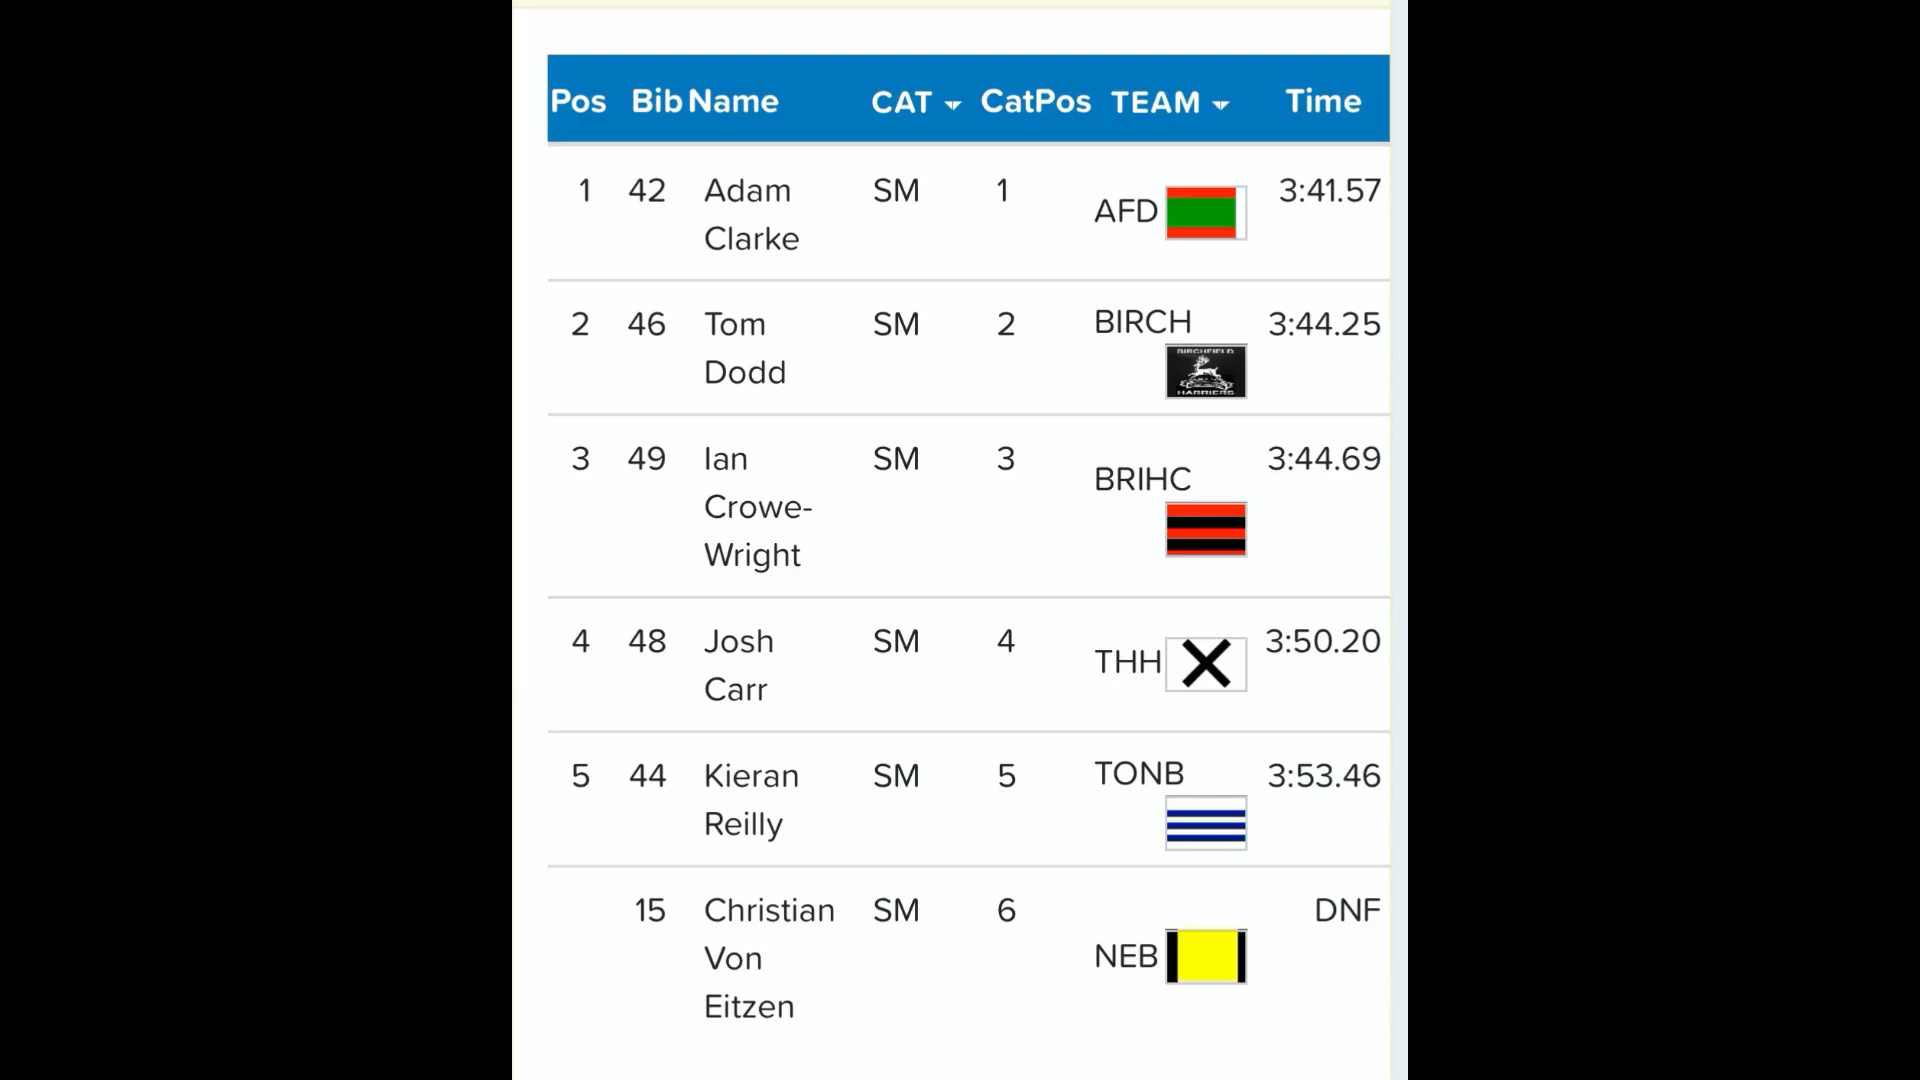 Pos Bib Name CAT CatPos TEAM Time
1 42 Adam SM 1 AFD 3:41.57
Clarke
2 46 Tom SM 2 BIRCH 3:44.25
Dodd
BIRCHFIELD
HARRIERS
3 49 Ian SM 3 BRIHC 3:44.69
Crowe-
Wright
4 48 Josh SM 4 THH 3:50.20
Carr
5 44 Kieran SM 5 TONB 3:53.46
Reilly
15 Christian SM 6 NEB DNF
Von
Eitzen